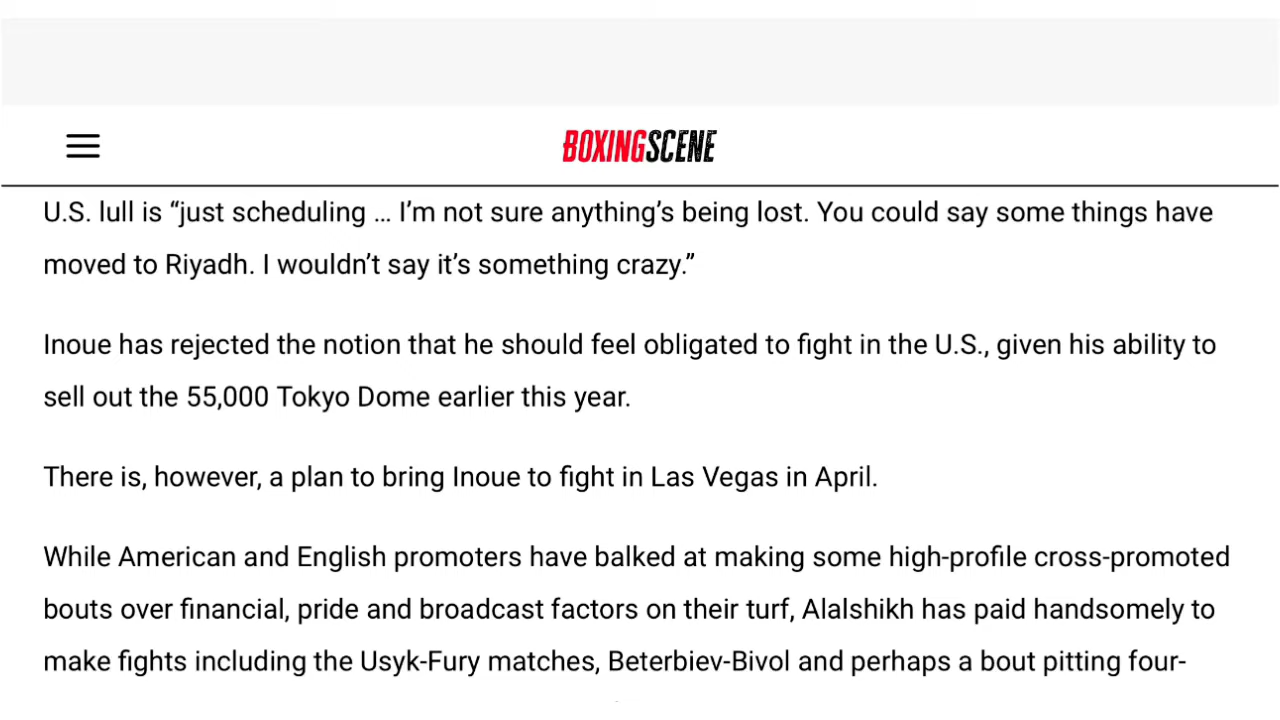 BOXINGSCENE
U.S. lull is “just scheduling … I’m not sure anything’s being lost. You could say some things have
moved to Riyadh. I wouldn’t say it’s something crazy.”
Inoue has rejected the notion that he should feel obligated to fight in the U.S., given his ability to
sell out the 55,000 Tokyo Dome earlier this year.
There is, however, a plan to bring Inoue to fight in Las Vegas in April.
While American and English promoters have balked at making some high-profile cross-promoted
bouts over financial, pride and broadcast factors on their turf, Alalshikh has paid handsomely to
make fights including the Usyk-Fury matches, Beterbiev-Bivol and perhaps a bout pitting four-